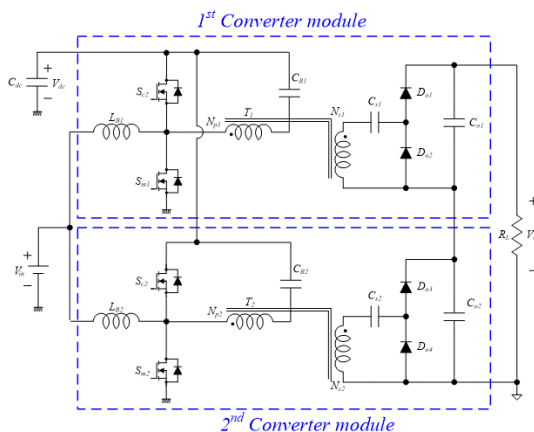 1st Converter module
Cdc
+
Vdc
−
Sc2
CB1
LB1
Np1
T1
Ns1
Cs1
Do1
Do2
Co1
Sm1
+
Vin
−
RL
+
−
Sc2
CB2
LB2
Np2
T2
Ns2
Cs2
Do3
Do4
Co2
Sm2
2nd Converter module